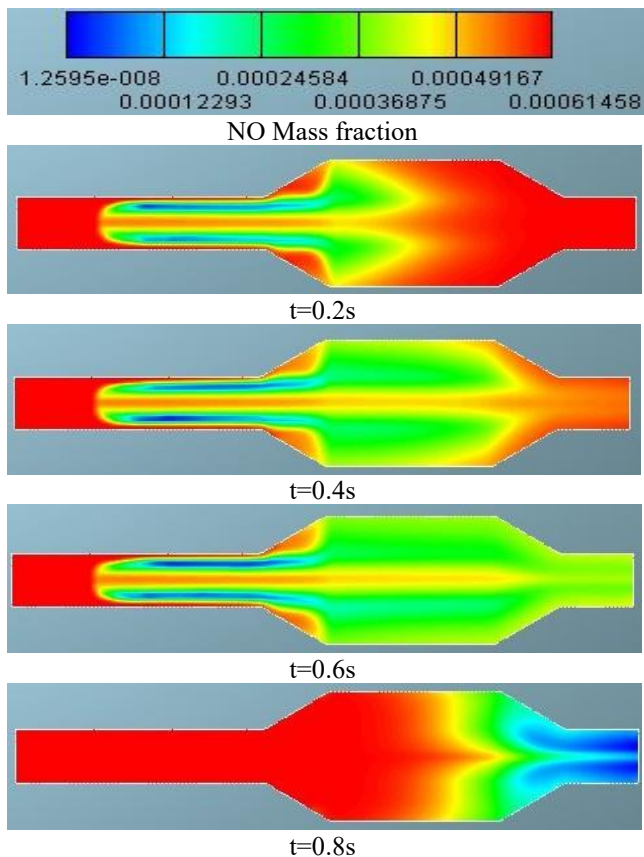 1.2595e-008 0.00024584 0.00049167
0.00012293 0.00036875 0.00061458
NO Mass fraction
t=0.2s
t=0.4s
t=0.6s
t=0.8s